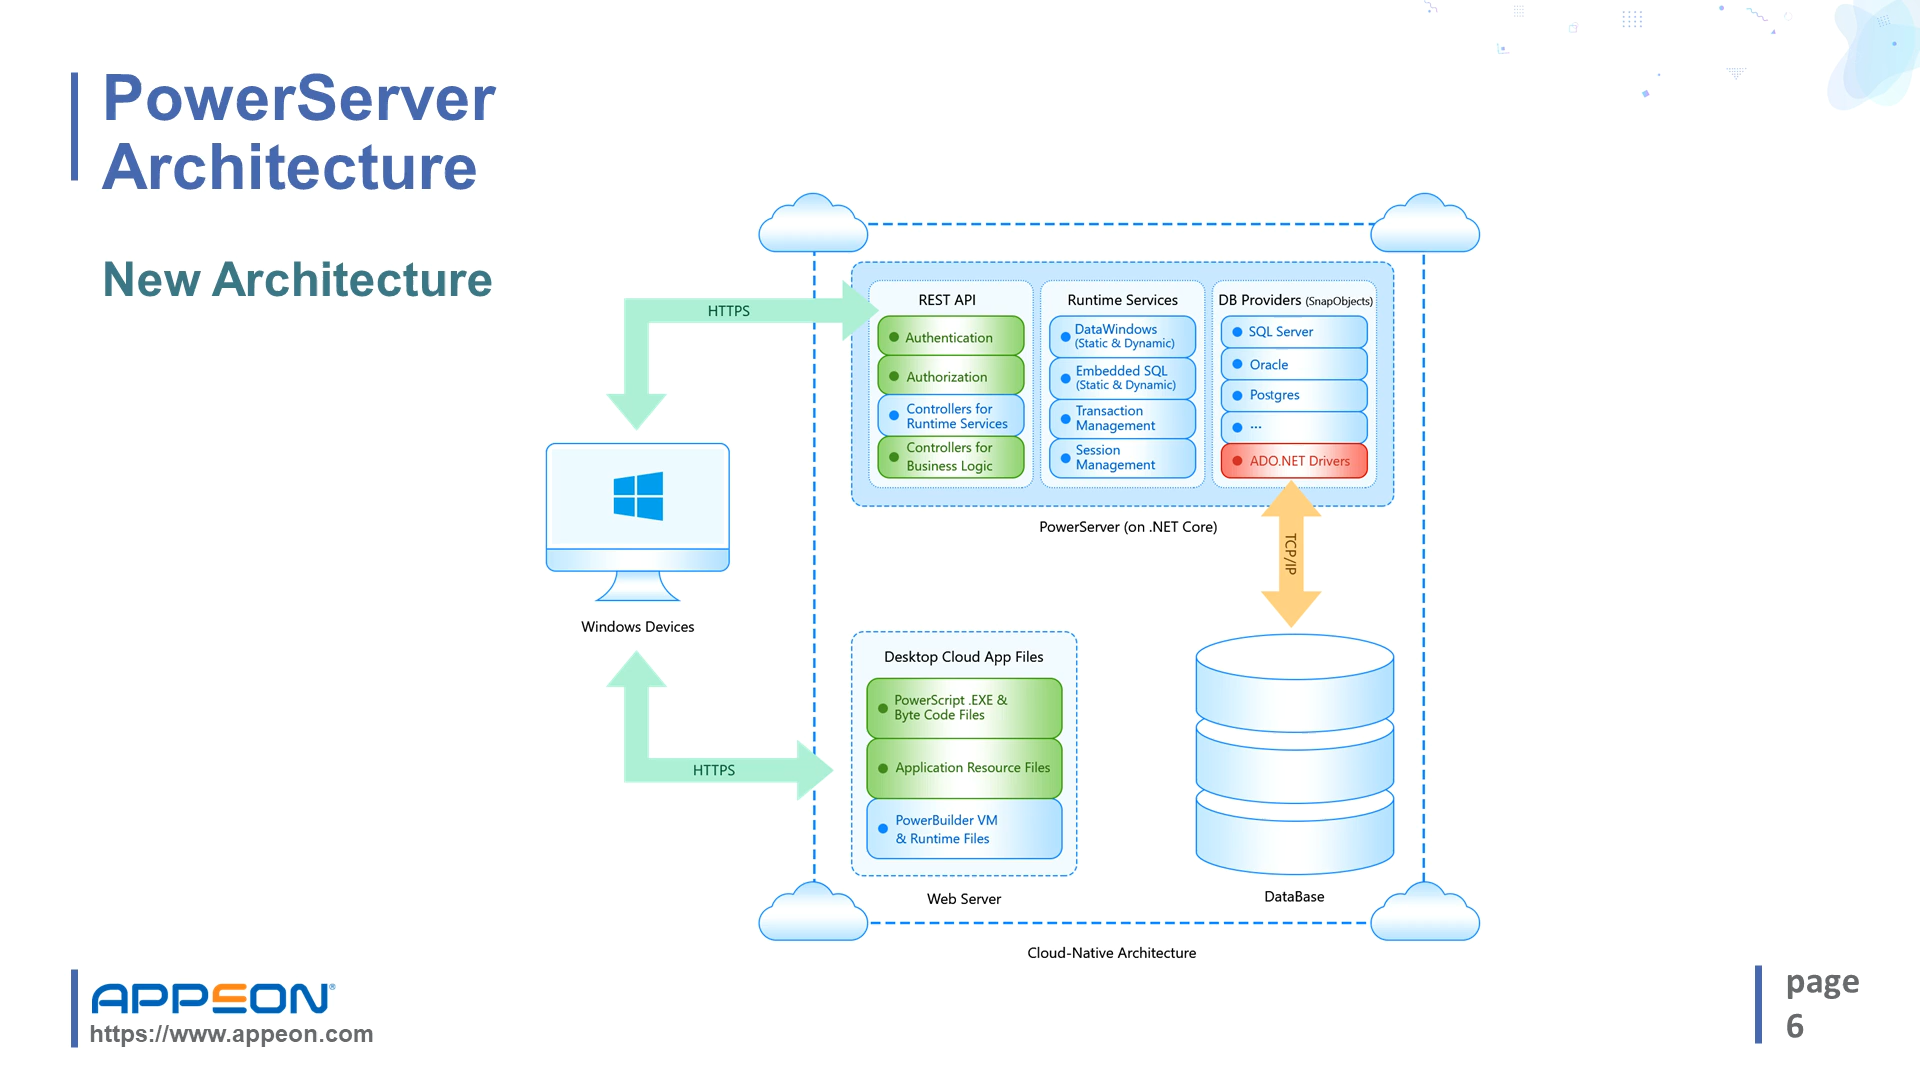 PowerServer
Architecture
New Architecture
HTTPS
REST API
Authentication
Authorization
Controllers for
Runtime Services
Controllers for
Business Logic
Runtime Services
DataWindows
(Static & Dynamic)
Embedded SQL
(Static & Dynamic)
Transaction
Management
Session
Management
DB Providers (SnapObjects)
SQL Server
Oracle
Postgres
...
ADO.NET Drivers
PowerServer (on .NET Core)
TCP/IP
Windows Devices
HTTPS
Desktop Cloud App Files
PowerScript .EXE &
Byte Code Files
Application Resource Files
PowerBuilder VM
& Runtime Files
Web Server
DataBase
Cloud-Native Architecture
APPEON®
https://www.appeon.com
page
6